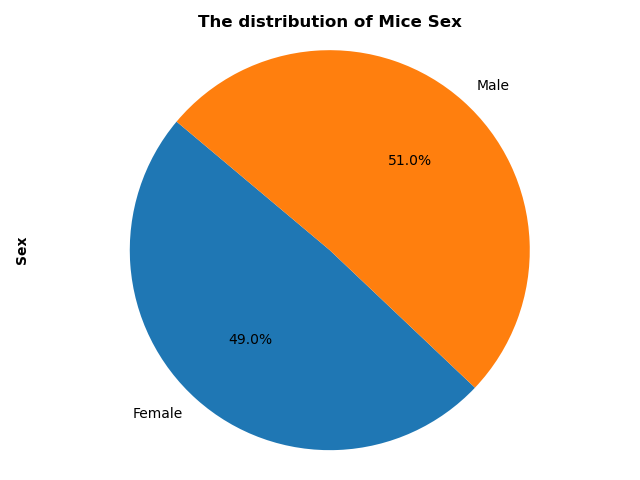 The distribution of Mice Sex
Male
51.0%
Sex
49.0%
Female